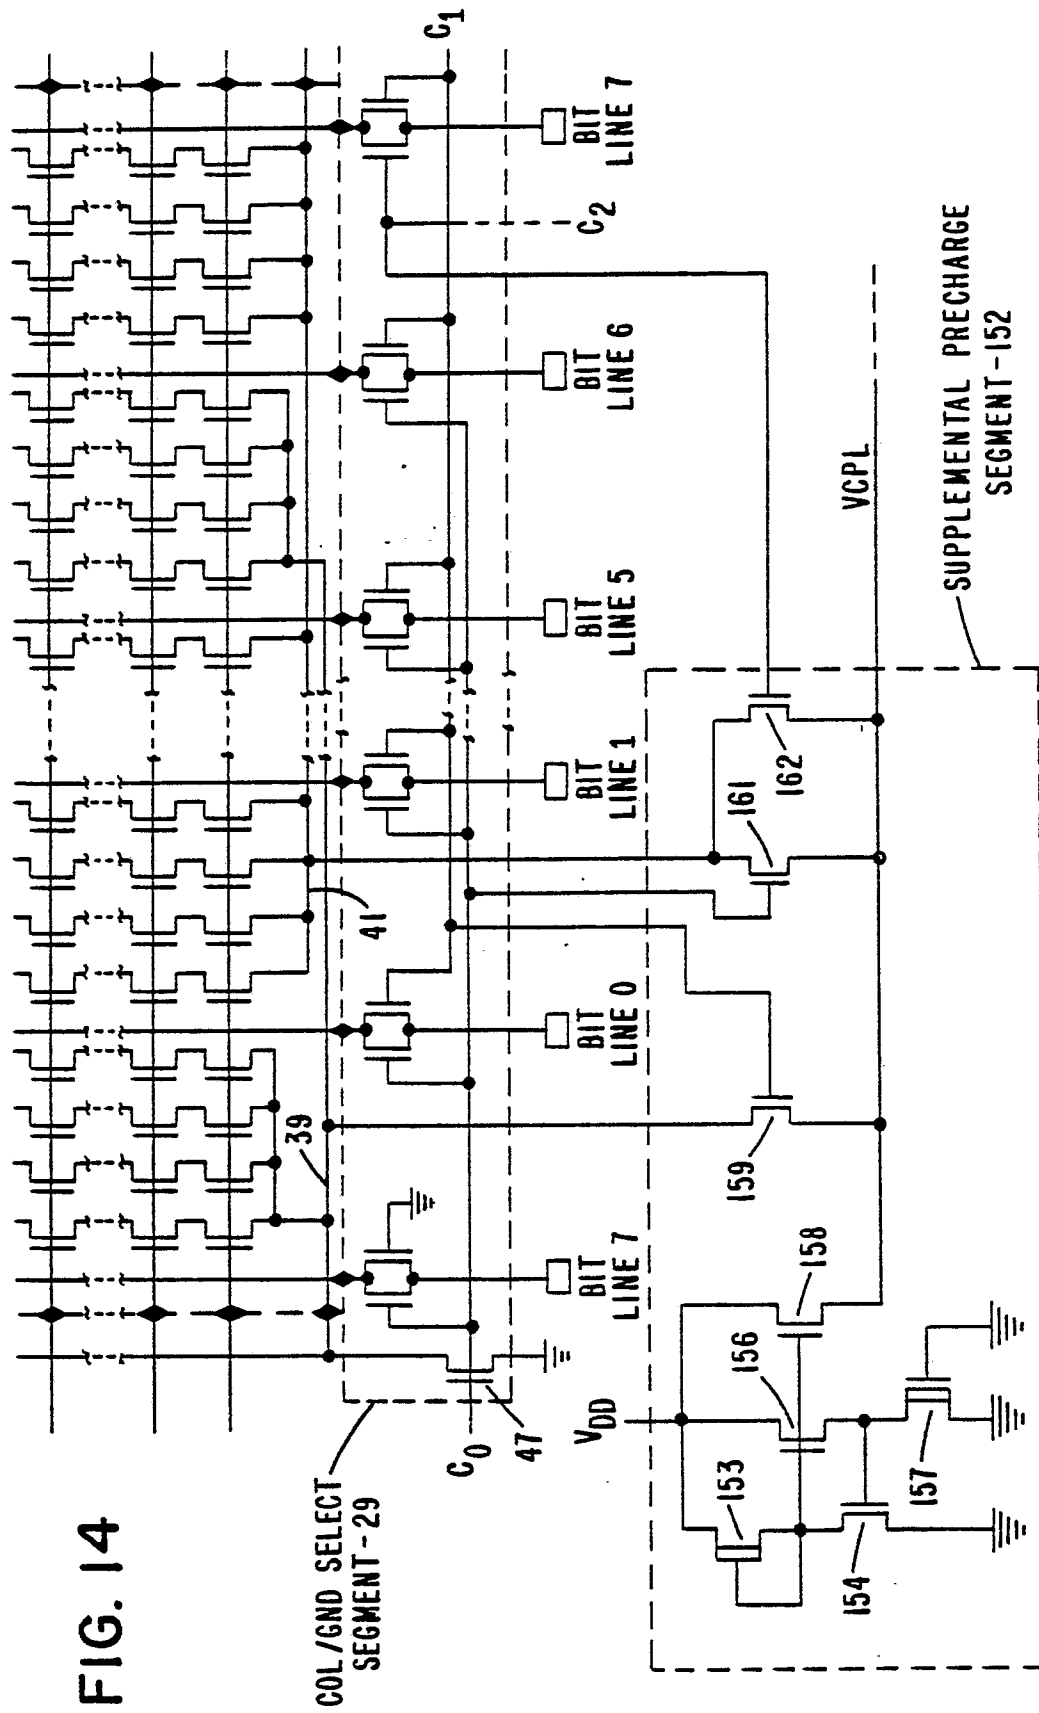 FIG. 14
COL/GND SELECT
SEGMENT-29
C0
47
39
41
BIT
LINE 7
BIT
LINE 0
BIT
LINE 1
BIT
LINE 5
BIT
LINE 6
BIT
LINE 7
C1
C2
VDD
153
154
156
157
158
159
161
162
VCPL
SUPPLEMENTAL PRECHARGE
SEGMENT-152